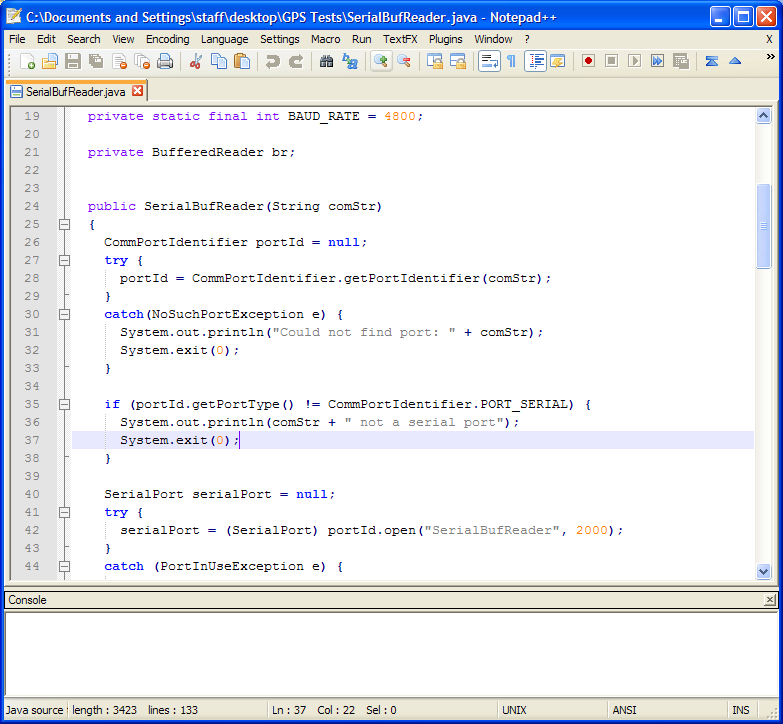 C:\Documents and Settings\staff\desktop\GPS Tests\SerialBufReader.java - Notepad++
File Edit Search View Encoding Language Settings Macro Run TextFX Plugins Window ? X
SerialBufReader.java
19 private static final int BAUD_RATE = 4800;
20
21 private BufferedReader br;
22
23
24 public SerialBufReader(String comStr)
25 {
26 CommPortIdentifier portId = null;
27 try {
28 portId = CommPortIdentifier.getPortIdentifier(comStr);
29 }
30 catch(NoSuchPortException e) {
31 System.out.println("Could not find port: " + comStr);
32 System.exit(0);
33 }
34
35 if (portId.getPortType() != CommPortIdentifier.PORT_SERIAL) {
36 System.out.println(comStr + " not a serial port");
37 System.exit(0);
38 }
39
40 SerialPort serialPort = null;
41 try {
42 serialPort = (SerialPort) portId.open("SerialBufReader", 2000);
43 }
44 catch (PortInUseException e) {
Console
Java source length : 3423 lines : 133 Ln : 37 Col : 22 Sel : 0 UNIX ANSI INS